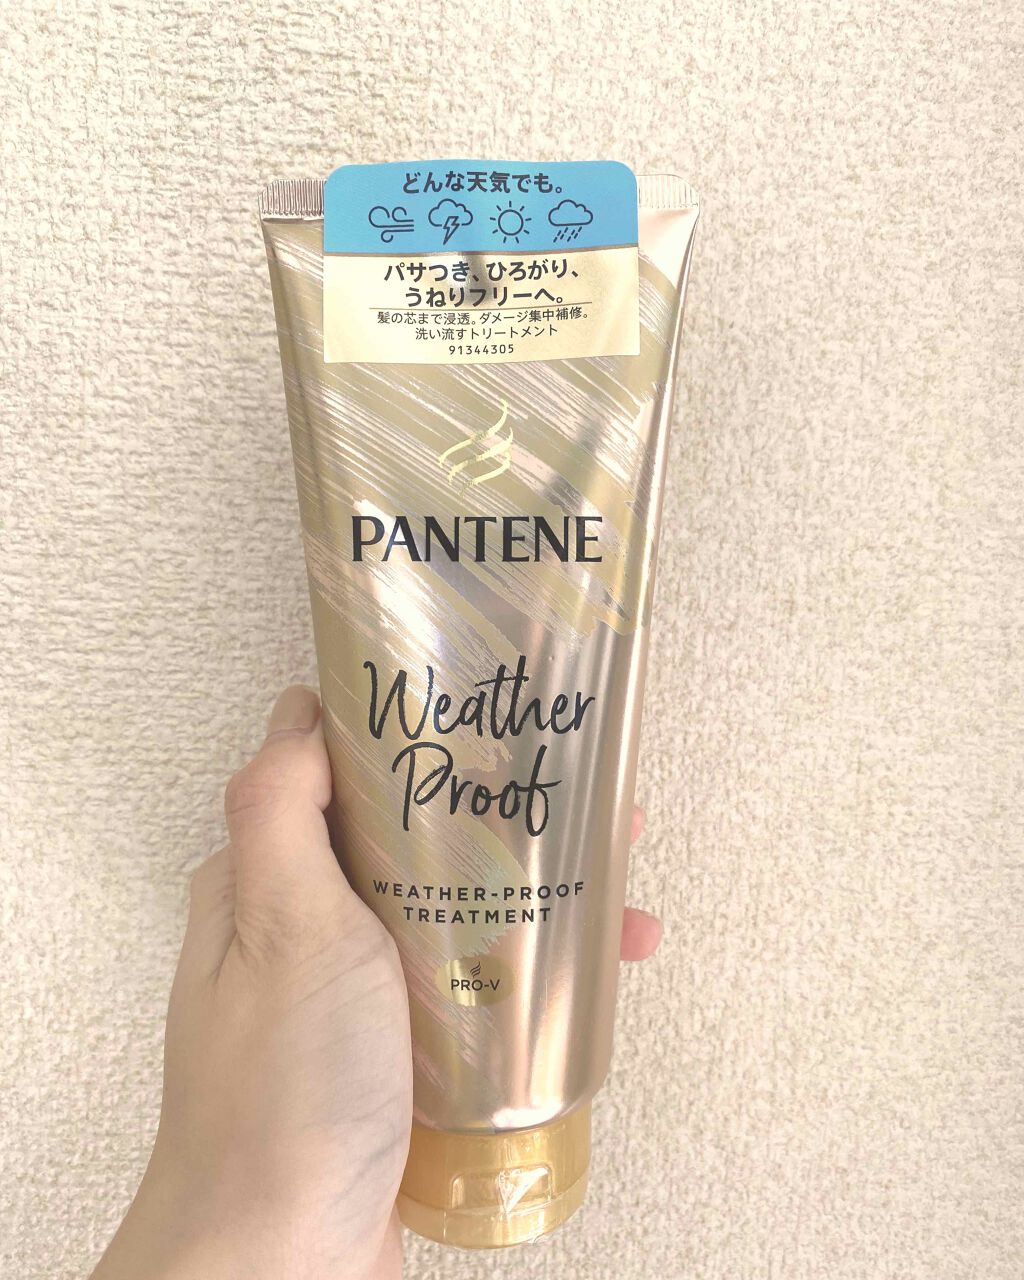 どんな天気でも。
パサつき、ひろがり、
うねりフリーへ。
髪の芯まで浸透。ダメージ集中補修。
洗い流すトリートメント
91344305
PANTENE
Weather
Proof
WEATHER-PROOF
TREATMENT
PRO-V